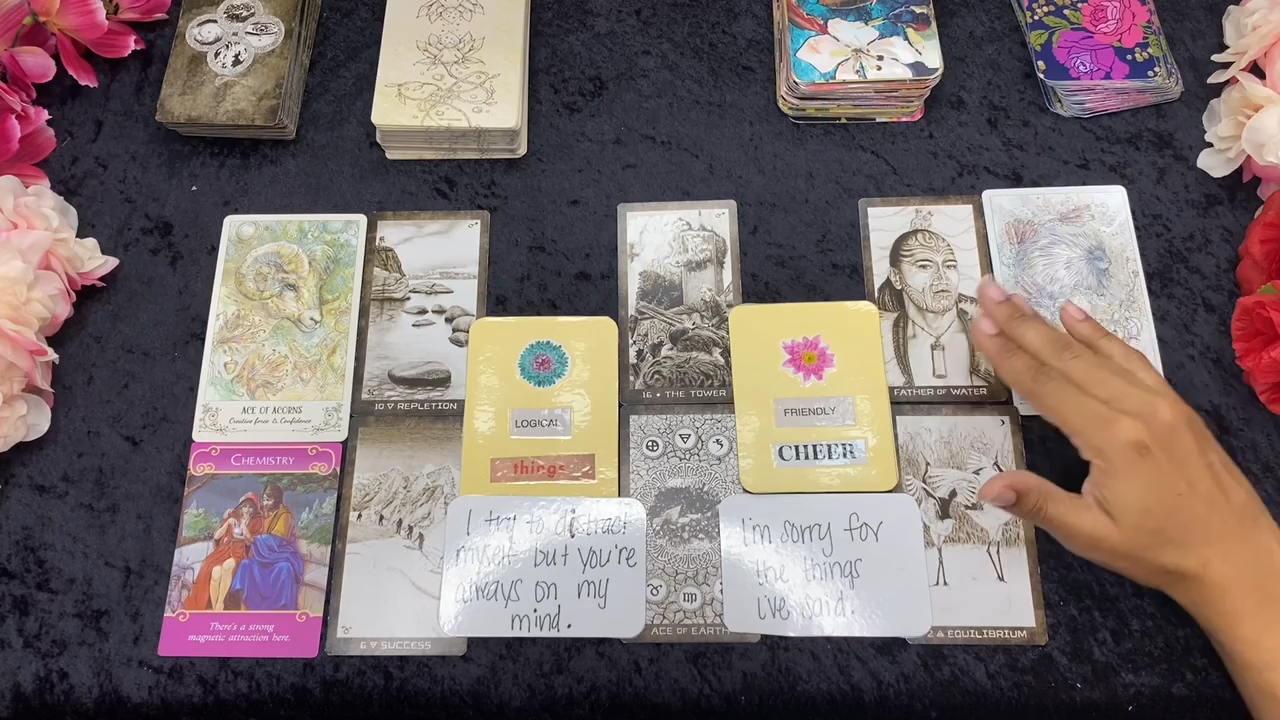 ACE OF ACORNS
Creative force & Confidence
10 ▽ REPLETION
16 • THE TOWER
FATHER OF WATER
LOGICAL
things
FRIENDLY
CHEER
CHEMISTRY
There's a strong
magnetic attraction here.
6 ▽ SUCCESS
I try to distract
myself but you're
always on my
mind.
ACE OF EARTH
I'm sorry for
the things
I've said.
EQUILIBRIUM